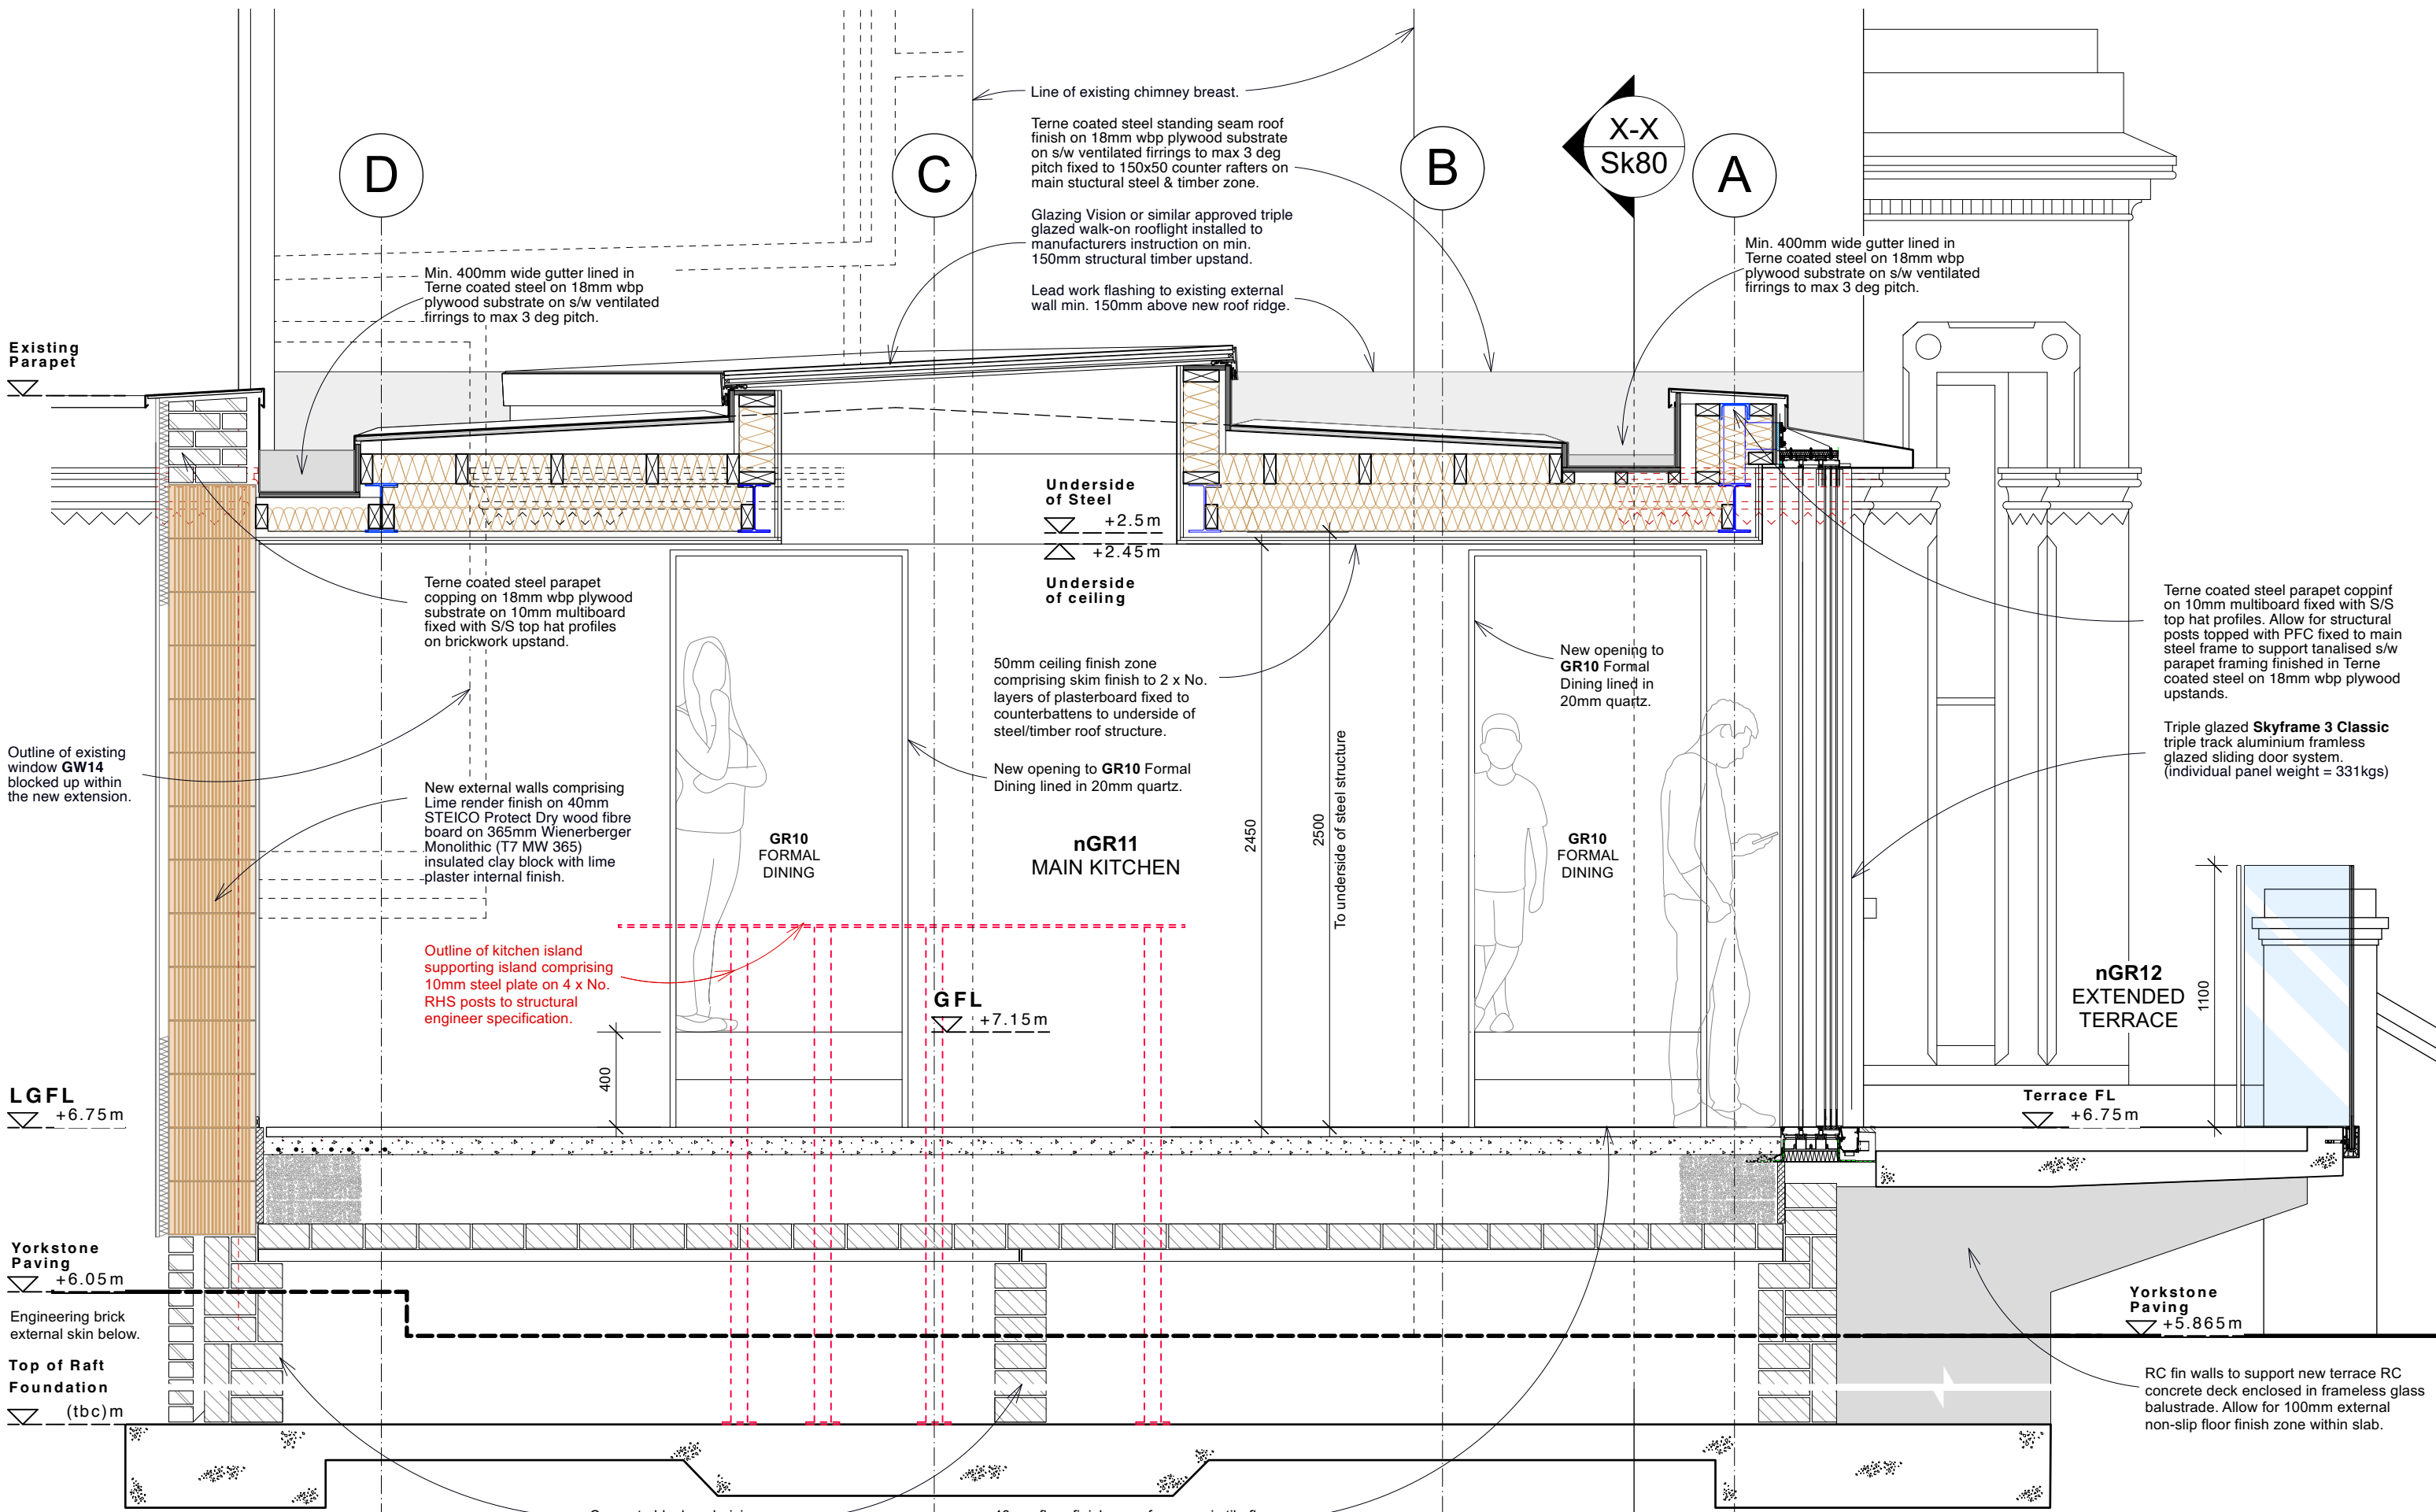 D
C
B
X-X
Sk80
A
Line of existing chimney breast.
Terne coated steel standing seam roof
finish on 18mm wbp plywood substrate
on s/w ventilated firrings to max 3 deg
pitch fixed to 150x50 counter rafters on
main stuctural steel & timber zone.
Glazing Vision or similar approved triple
glazed walk-on rooflight installed to
manufacturers instruction on min.
150mm structural timber upstand.
Lead work flashing to existing external
wall min. 150mm above new roof ridge.
Min. 400mm wide gutter lined in
Terne coated steel on 18mm wbp
plywood substrate on s/w ventilated
firrings to max 3 deg pitch.
Min. 400mm wide gutter lined in
Terne coated steel on 18mm wbp
plywood substrate on s/w ventilated
firrings to max 3 deg pitch.
Existing
Parapet
Underside
of Steel
+2.5m
+2.45m
Underside
of ceiling
Terne coated steel parapet
copping on 18mm wbp plywood
substrate on 10mm multiboard
fixed with S/S top hat profiles
on brickwork upstand.
50mm ceiling finish zone
comprising skim finish to 2 x No.
layers of plasterboard fixed to
counterbattens to underside of
steel/timber roof structure.
New opening to GR10 Formal
Dining lined in 20mm quartz.
New opening to
GR10 Formal
Dining lined in
20mm quartz.
Terne coated steel parapet coppinf
on 10mm multiboard fixed with S/S
top hat profiles. Allow for structural
posts topped with PFC fixed to main
steel frame to support tanalised s/w
parapet framing finished in Terne
coated steel on 18mm wbp plywood
upstands.
Triple glazed Skyframe 3 Classic
triple track aluminium framless
glazed sliding door system.
(individual panel weight = 331kgs)
Outline of existing
window GW14
blocked up within
the new extension.
New external walls comprising
Lime render finish on 40mm
STEICO Protect Dry wood fibre
board on 365mm Wienerberger
Monolithic (T7 MW 365)
insulated clay block with lime
plaster internal finish.
GR10
FORMAL
DINING
nGR11
MAIN KITCHEN
2450
2500
To underside of steel structure
GR10
FORMAL
DINING
Outline of kitchen island
supporting island comprising
10mm steel plate on 4 x No.
RHS posts to structural
engineer specification.
GFL
+7.15m
400
nGR12
EXTENDED
TERRACE
1100
LGFL
+6.75m
Terrace FL
+6.75m
Yorkstone
Paving
+6.05m
Engineering brick
external skin below.
Top of Raft
Foundation
(tbc)m
Yorkstone
Paving
+5.865m
RC fin walls to support new terrace RC
concrete deck enclosed in frameless glass
balustrade. Allow for 100mm external
non-slip floor finish zone within slab.